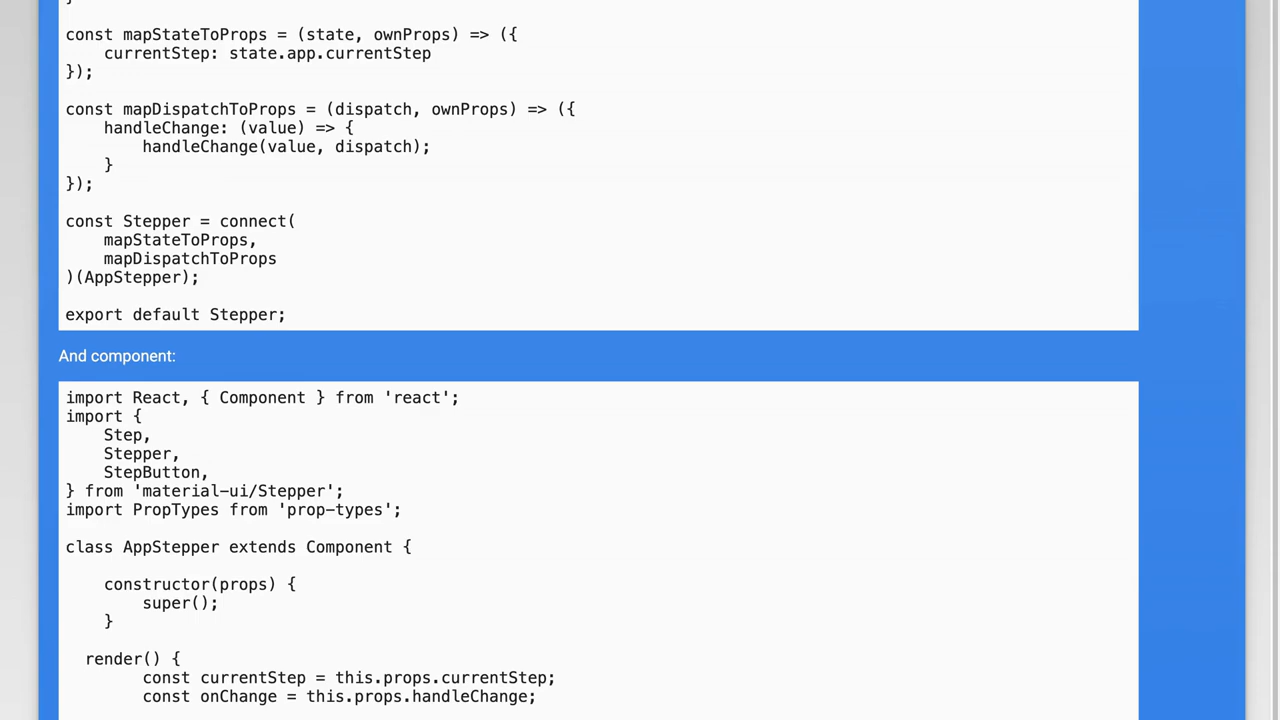 const mapStateToProps = (state, ownProps) => ({
    currentStep: state.app.currentStep
});
const mapDispatchToProps = (dispatch, ownProps) => ({
    handleChange: (value) => {
        handleChange(value, dispatch);
    }
});
const Stepper = connect(
    mapStateToProps,
    mapDispatchToProps
)(AppStepper);
export default Stepper;
And component:
import React, { Component } from 'react';
import {
    Step,
    Stepper,
    StepButton,
} from 'material-ui/Stepper';
import PropTypes from 'prop-types';
class AppStepper extends Component {
    constructor(props) {
        super();
    }
  render() {
        const currentStep = this.props.currentStep;
        const onChange = this.props.handleChange;